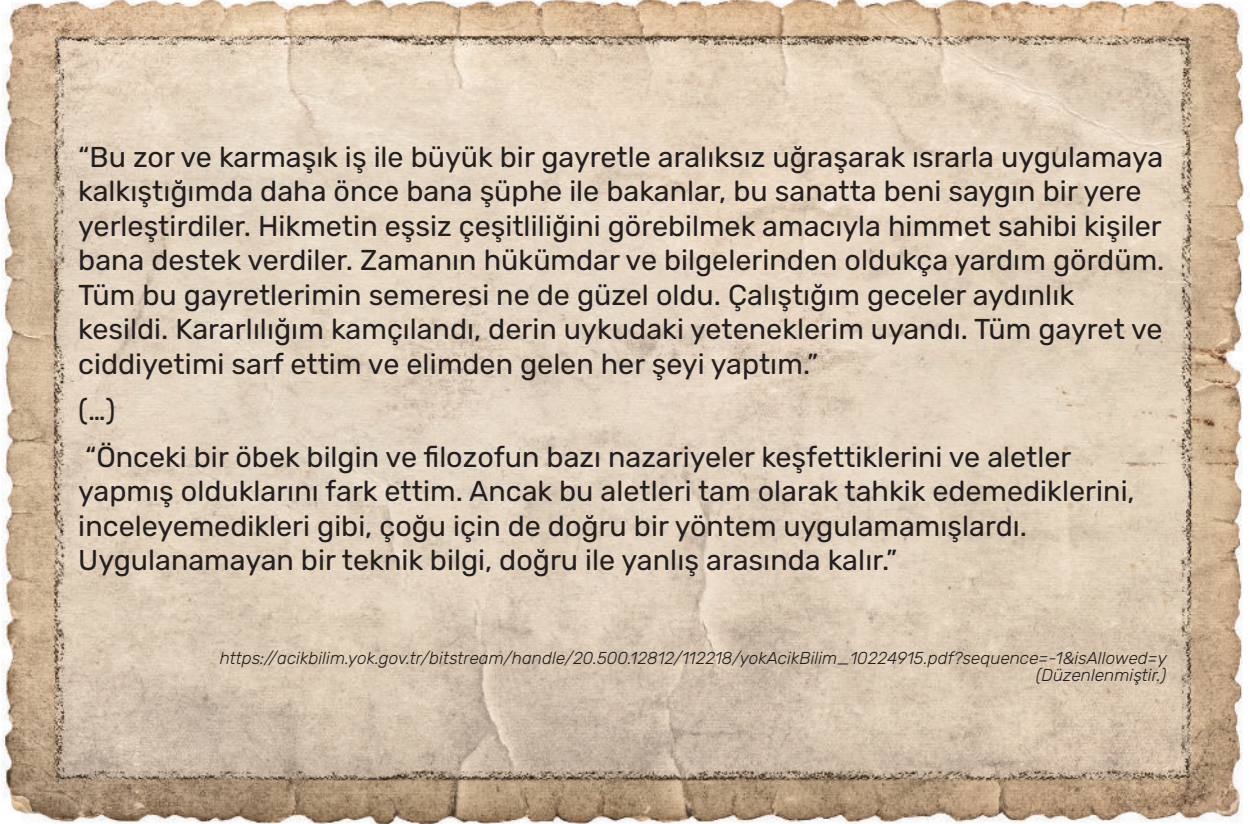 “Bu zor ve karmaşık iş ile büyük bir gayretle aralıksız uğraşarak ısrarla uygulamaya
kalkıştığımda daha önce bana şüphe ile bakanlar, bu sanatta beni saygın bir yere
yerleştirdiler. Hikmetin eşsiz çeşitliliğini görebilmek amacıyla himmet sahibi kişiler
bana destek verdiler. Zamanın hükümdar ve bilgelerinden oldukça yardım gördüm.
Tüm bu gayretlerimin semeresi ne de güzel oldu. Çalıştığım geceler aydınlık
kesildi. Kararlılığım kamçılandı, derin uykudaki yeteneklerim uyandı. Tüm gayret ve
ciddiyetimi sarf ettim ve elimden gelen her şeyi yaptım.”
(...)
“Önceki bir öbek bilgin ve filozofun bazı nazariyeler keşfettiklerini ve aletler
yapmış olduklarını fark ettim. Ancak bu aletleri tam olarak tahkik edemediklerini,
inceleyemedikleri gibi, çoğu için de doğru bir yöntem uygulamamışlardı.
Uygulanamayan bir teknik bilgi, doğru ile yanlış arasında kalır.”
https://acikbilim.yok.gov.tr/bitstream/handle/20.500.12812/112218/yokAcikBilim_10224915.pdf?sequence=-1&isAllowed=y
(Düzenlenmiştir.)